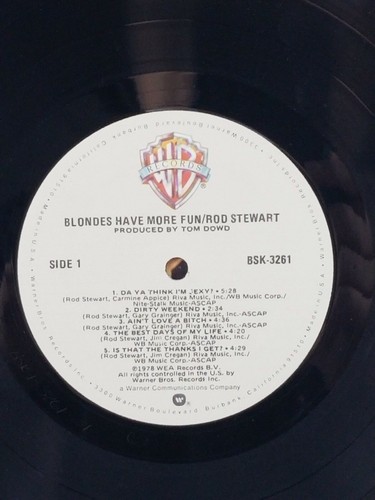 WB
RECORDS
BLONDES HAVE MORE FUN/ROD STEWART
PRODUCED BY TOM DOWD
SIDE 1
BSK-3261
1. DA YA THINK I'M SEXY? • 5:28
(Rod Stewart, Carmine Appice) Riva Music, Inc./WB Music Corp./
Nite-Stalk Music-ASCAP
2. DIRTY WEEKEND • 2:34
(Rod Stewart, Gary Grainger) Riva Music, Inc.-ASCAP
3. AIN'T LOVE A BITCH • 4:36
(Rod Stewart, Gary Grainger) Riva Music, Inc.-ASCAP
4. THE BEST DAYS OF MY LIFE • 4:20
(Rod Stewart, Jim Cregan) Riva Music, Inc./
WB Music Corp.-ASCAP
5. IS THAT THE THANKS I GET? • 4:29
(Rod Stewart, Jim Cregan) Riva Music, Inc./
WB Music Corp.-ASCAP
℗1978 WEA Records B.V.
All rights controlled in the U.S. by
Warner Bros. Records Inc.
a Warner Communications Company
3300 Warner Boulevard, Burbank, California